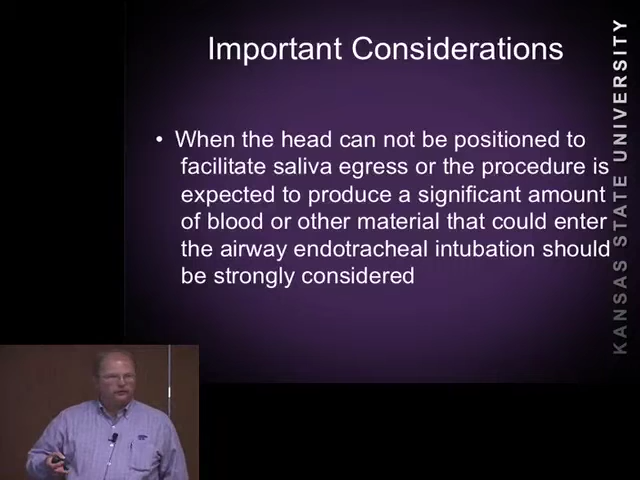 Important Considerations
• When the head can not be positioned to
facilitate saliva egress or the procedure is
expected to produce a significant amount
of blood or other material that could enter
the airway endotracheal intubation should
be strongly considered
KANSAS STATE UNIVERSITY